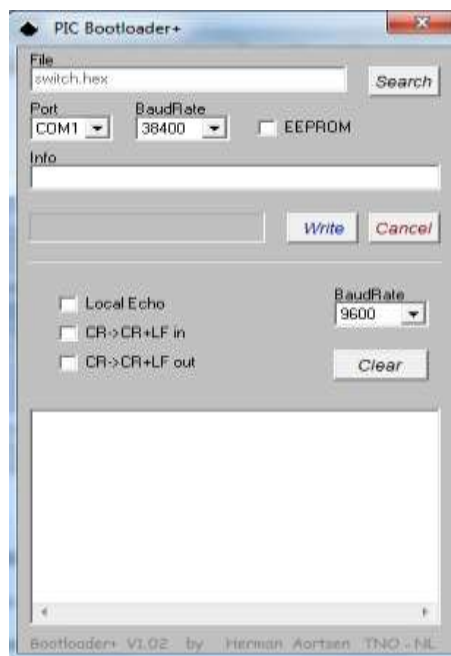 PIC Bootloader+
File
switch.hex
Search
Port BaudRate
COM1 38400 EEPROM
Info
Write Cancel
Local Echo
CR->CR+LF in
CR->CR+LF out
BaudRate
9600
Clear
Bootloader+ V1.02 by Herman Aartsen TNO-NL